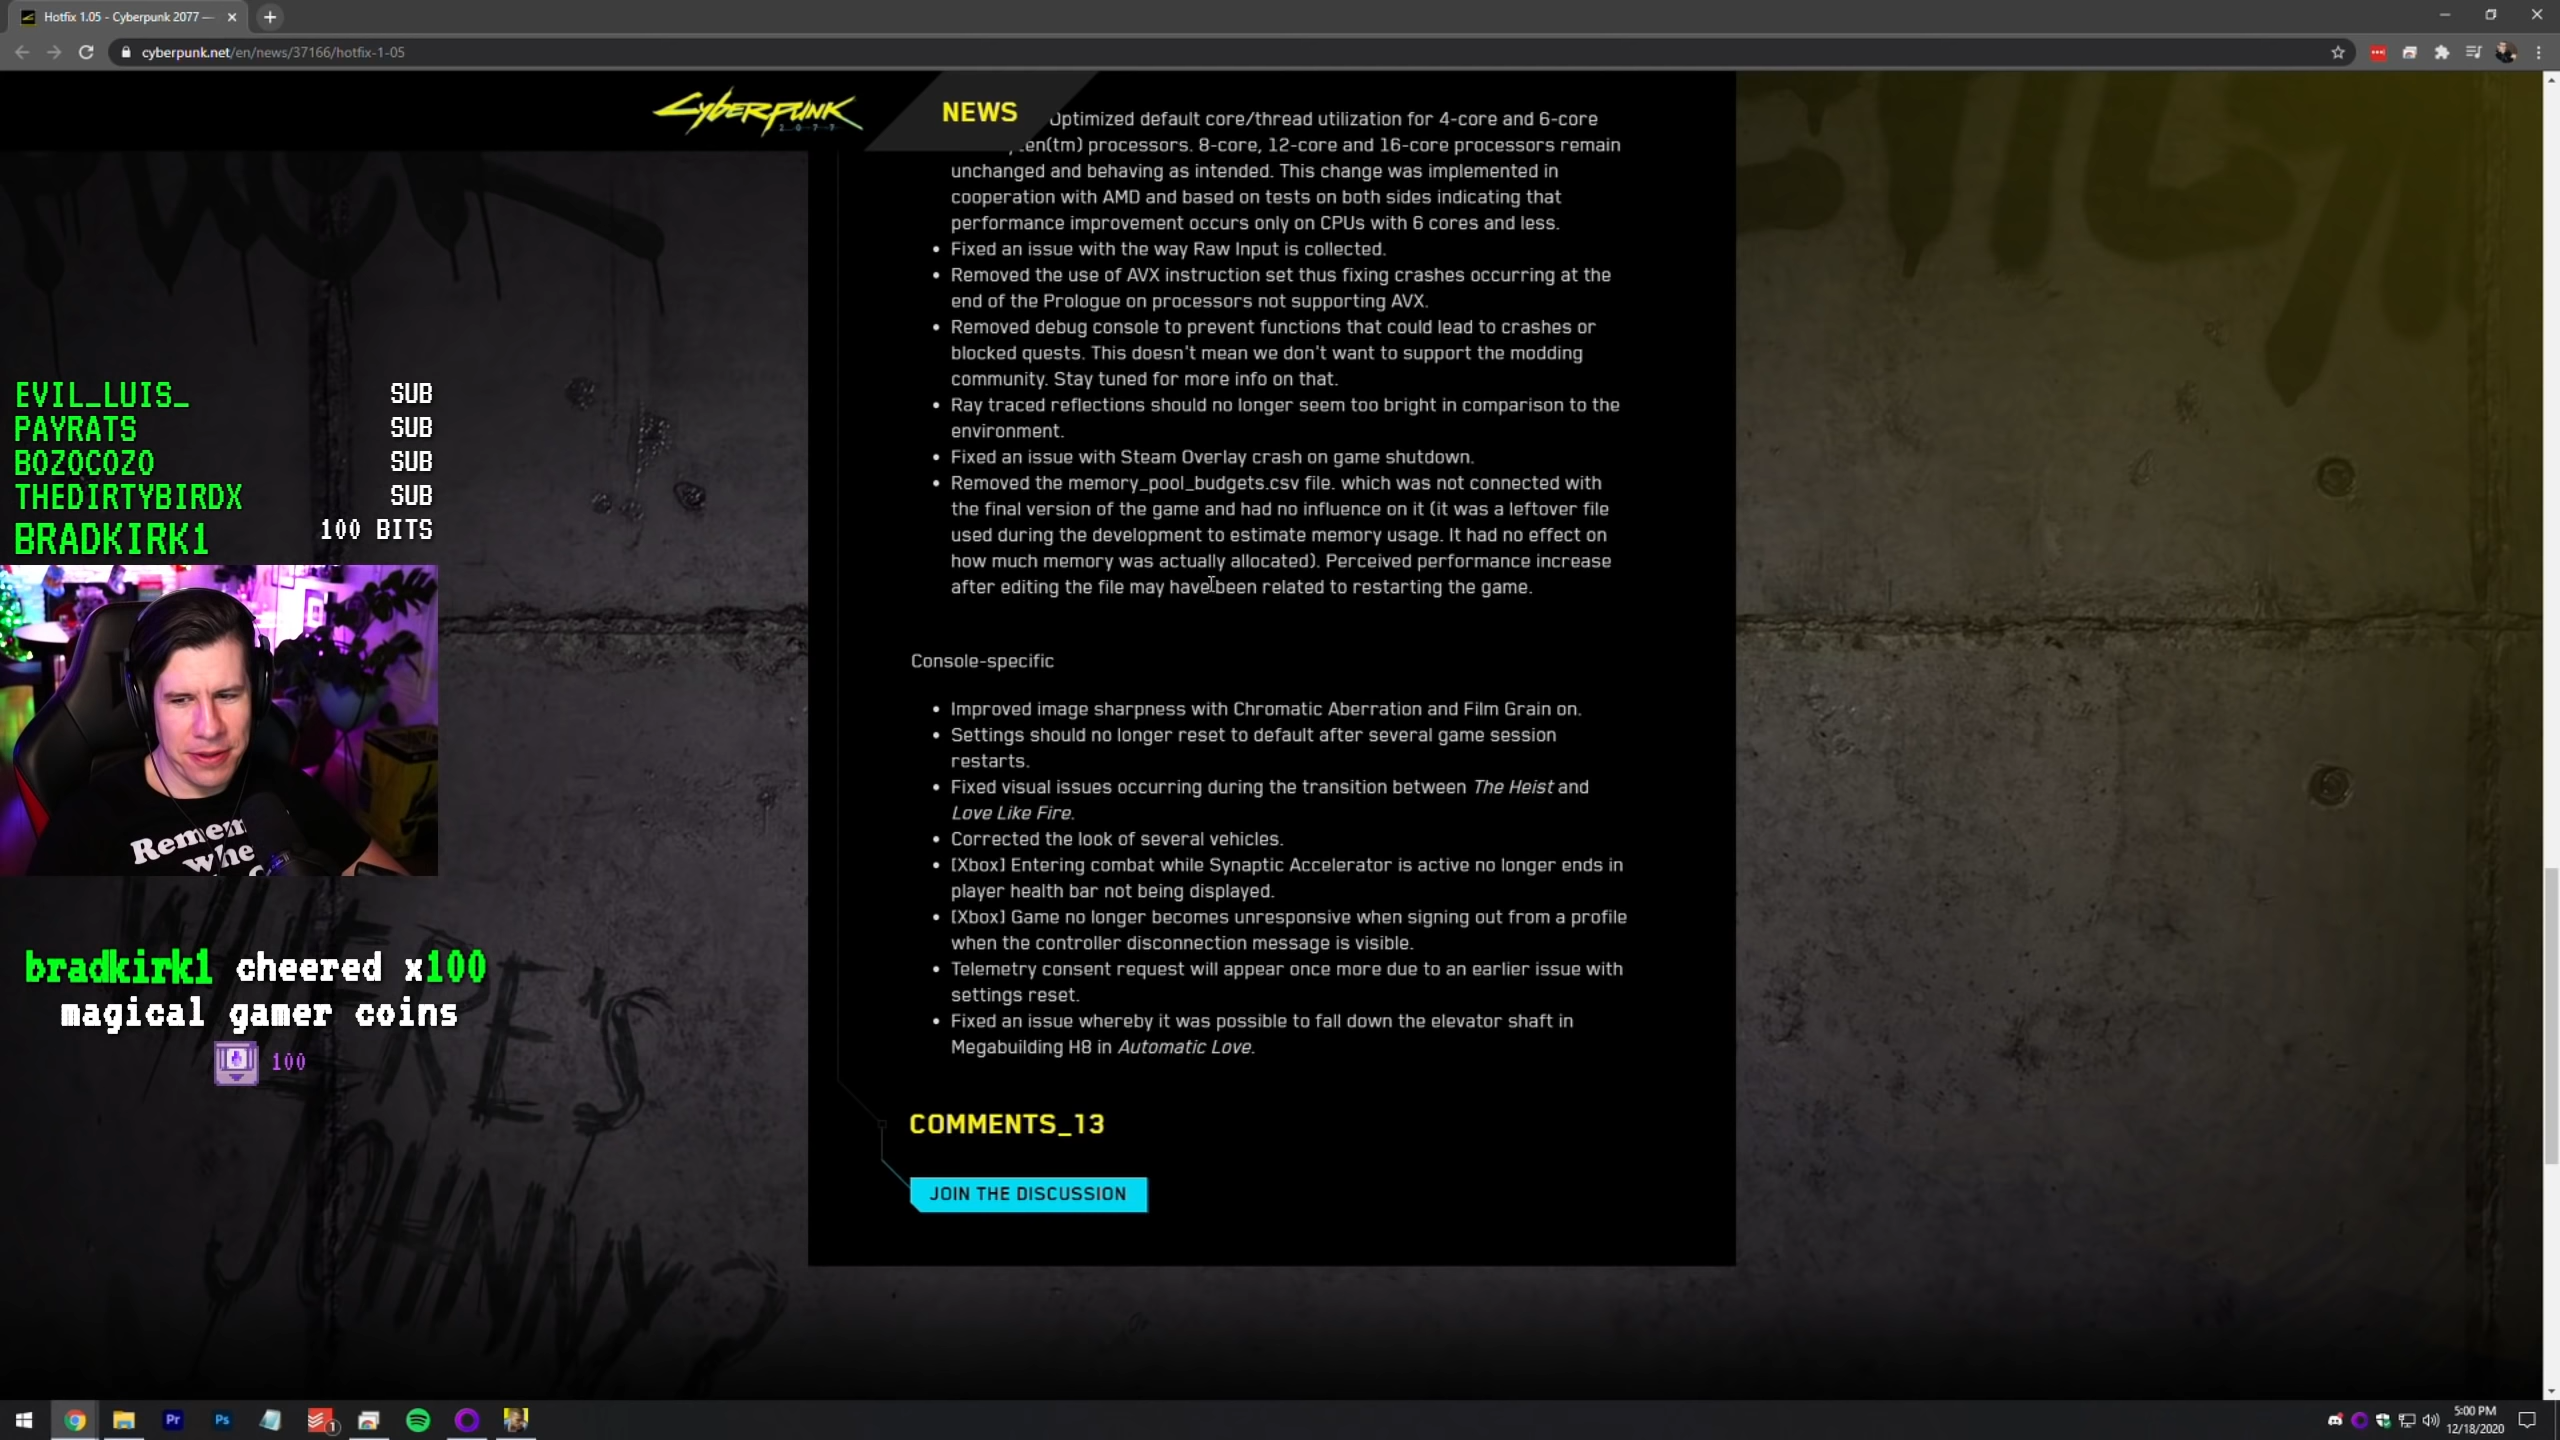 Hotfix 1.05 - Cyberpunk 2077 —
cyberpunk.net/en/news/37166/hotfix-1-05
CYBERPUNK
2077
NEWS
Optimized default core/thread utilization for 4-core and 6-core
processors. 8-core, 12-core and 16-core processors remain
unchanged and behaving as intended. This change was implemented in
cooperation with AMD and based on tests on both sides indicating that
performance improvement occurs only on CPUs with 6 cores and less.
• Fixed an issue with the way Raw Input is collected.
• Removed the use of AVX instruction set thus fixing crashes occurring at the
end of the Prologue on processors not supporting AVX.
• Removed debug console to prevent functions that could lead to crashes or
blocked quests. This doesn't mean we don't want to support the modding
community. Stay tuned for more info on that.
• Ray traced reflections should no longer seem too bright in comparison to the
environment.
• Fixed an issue with Steam Overlay crash on game shutdown.
• Removed the memory_pool_budgets.csv file. which was not connected with
the final version of the game and had no influence on it (it was a leftover file
used during the development to estimate memory usage. It had no effect on
how much memory was actually allocated). Perceived performance increase
after editing the file may have been related to restarting the game.
Console-specific
• Improved image sharpness with Chromatic Aberration and Film Grain on.
• Settings should no longer reset to default after several game session
restarts.
• Fixed visual issues occurring during the transition between The Heist and
Love Like Fire.
• Corrected the look of several vehicles.
• [Xbox] Entering combat while Synaptic Accelerator is active no longer ends in
player health bar not being displayed.
• [Xbox] Game no longer becomes unresponsive when signing out from a profile
when the controller disconnection message is visible.
• Telemetry consent request will appear once more due to an earlier issue with
settings reset.
• Fixed an issue whereby it was possible to fall down the elevator shaft in
Megabuilding H8 in Automatic Love.
COMMENTS_13
JOIN THE DISCUSSION
EVIL_LUIS_ SUB
PAYRATS SUB
BOZOCOZO SUB
THEDIRTYBIRDX SUB
BRADKIRK1 100 BITS
Remem
whe
bradkirk1 cheered x100
magical gamer coins
100
WHERE'S
JOHNNY?
Pr
Ps
1
5:00 PM
12/18/2020